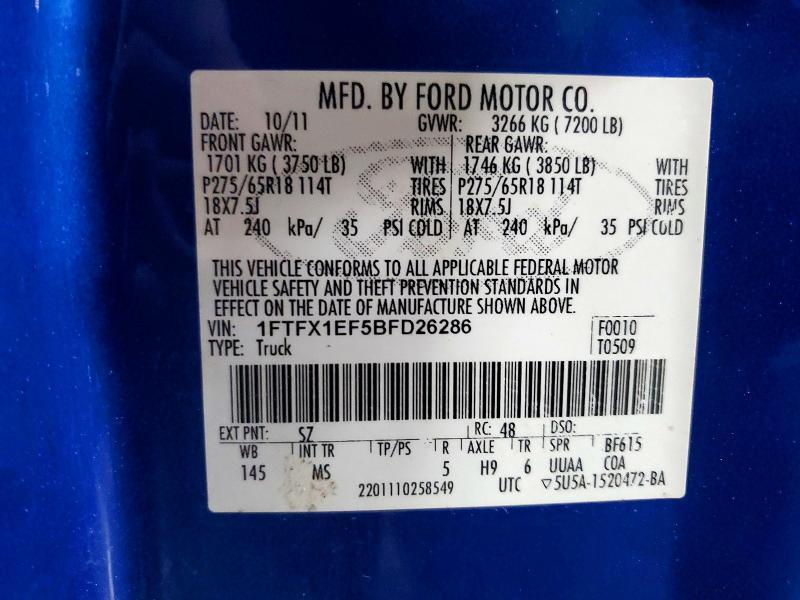 MFD. BY FORD MOTOR CO.
DATE: 10/11 GVWR: 3266 KG ( 7200 LB)
FRONT GAWR: REAR GAWR:
1701 KG ( 3750 LB) WITH 1746 KG ( 3850 LB) WITH
P275/65R18 114T TIRES P275/65R18 114T TIRES
18X7.5J RIMS 18X7.5J RIMS
AT 240 kPa/ 35 PSI COLD AT 240 kPa/ 35 PSI COLD
THIS VEHICLE CONFORMS TO ALL APPLICABLE FEDERAL MOTOR
VEHICLE SAFETY AND THEFT PREVENTION STANDARDS IN
EFFECT ON THE DATE OF MANUFACTURE SHOWN ABOVE.
VIN: 1FTFX1EF5BFD26286 F0010
TYPE: Truck T0509
EXT PNT: SZ RC: 48 DSO:
WB INT TR TP/PS R AXLE TR SPR BF615
145 MS 5 H9 6 UUAA COA
2201110258549 UTC ▽5U5A-1520472-BA